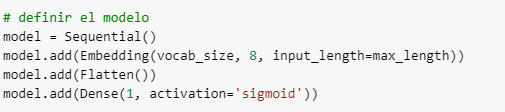 # definir el modelo
model = Sequential()
model.add(Embedding(vocab_size, 8, input_length=max_length))
model.add(Flatten())
model.add(Dense(1, activation='sigmoid'))